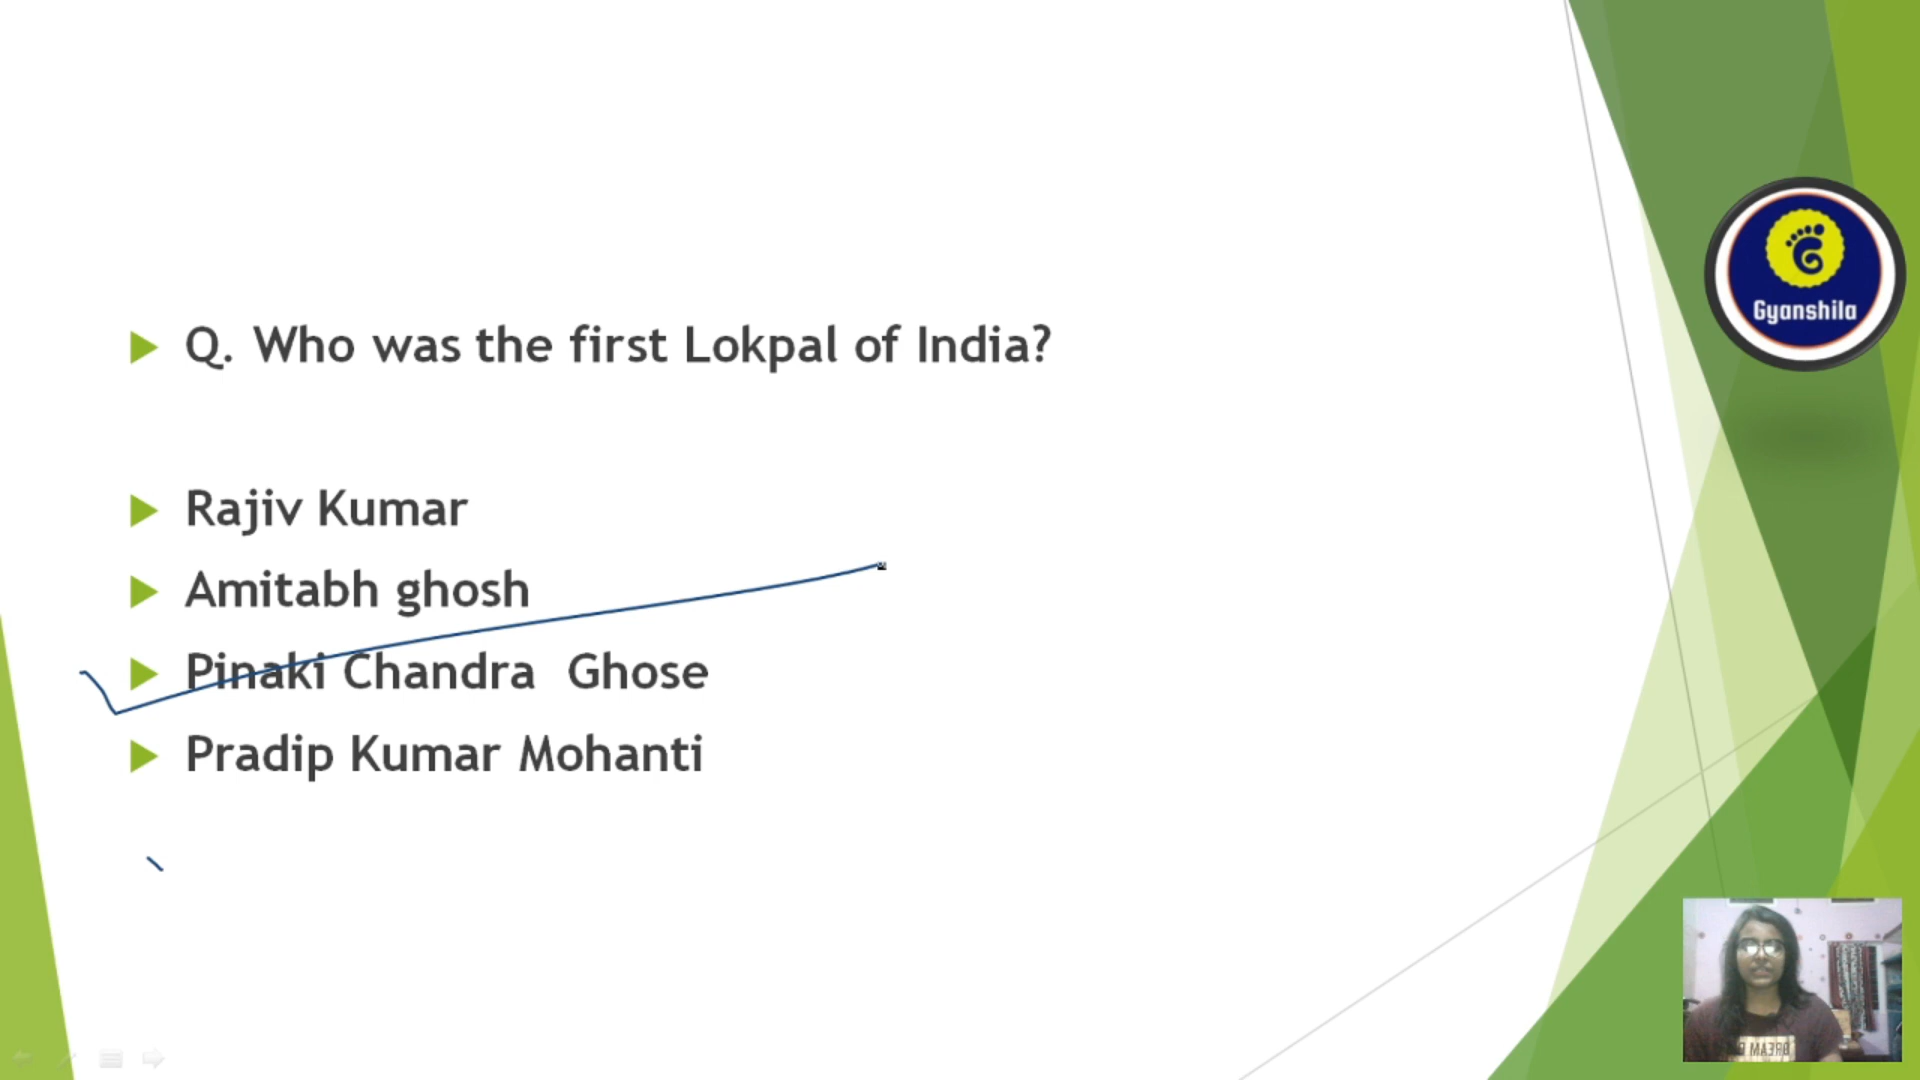 Q. Who was the first Lokpal of India?
Gyanshila
Rajiv Kumar
Amitabh ghosh
Pinaki Chandra  Ghose
Pradip Kumar Mohanti